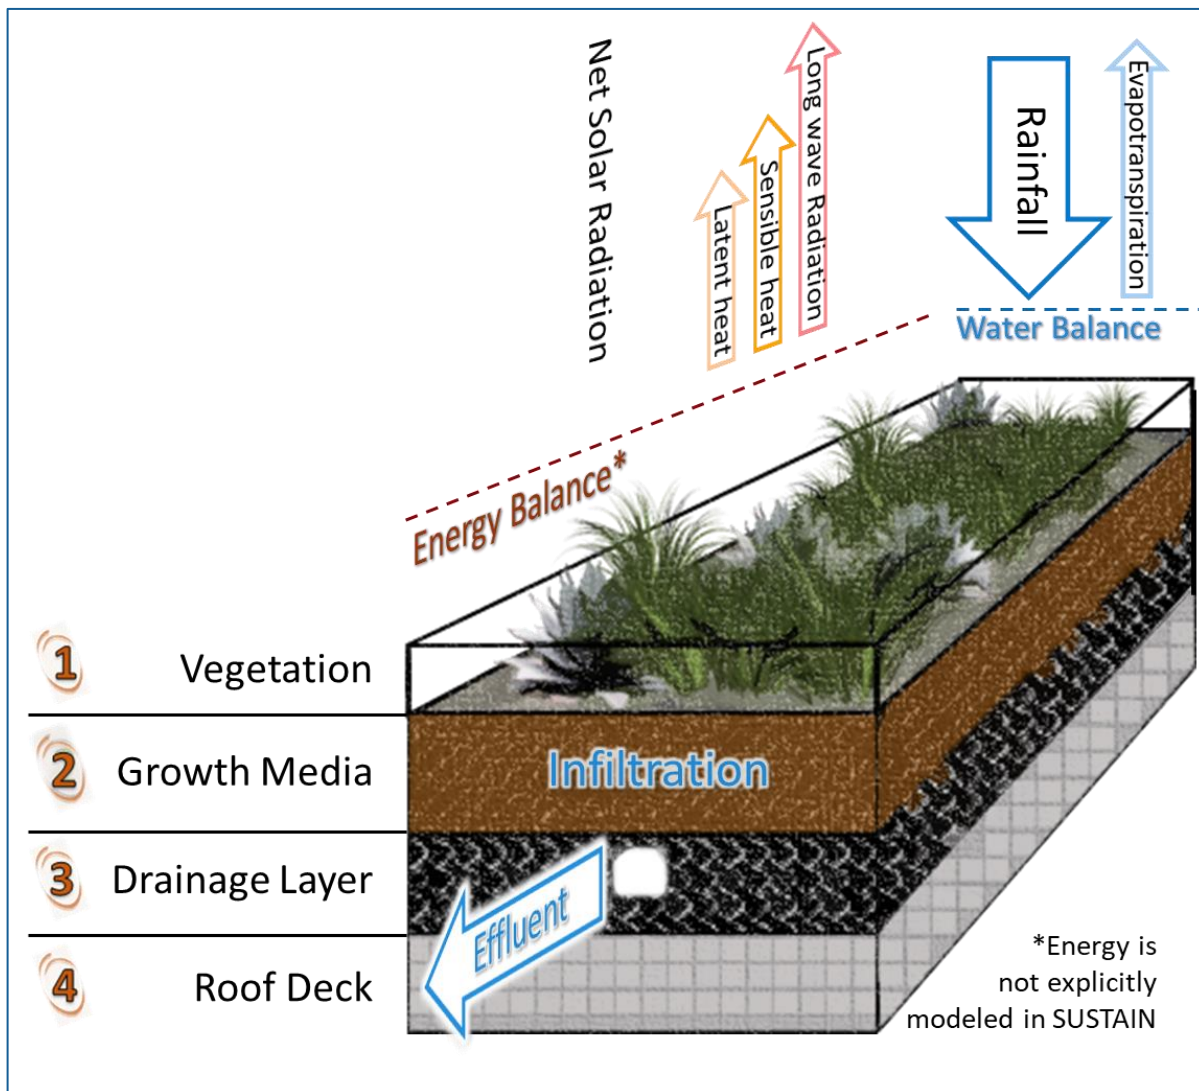 Net Solar Radiation
Latent heat
Sensible heat
Long wave Radiation
Rainfall
Evapotranspiration
Water Balance
Energy Balance*
1 Vegetation
2 Growth Media
Infiltration
3 Drainage Layer
Effluent
4 Roof Deck
*Energy is
not explicitly
modeled in SUSTAIN